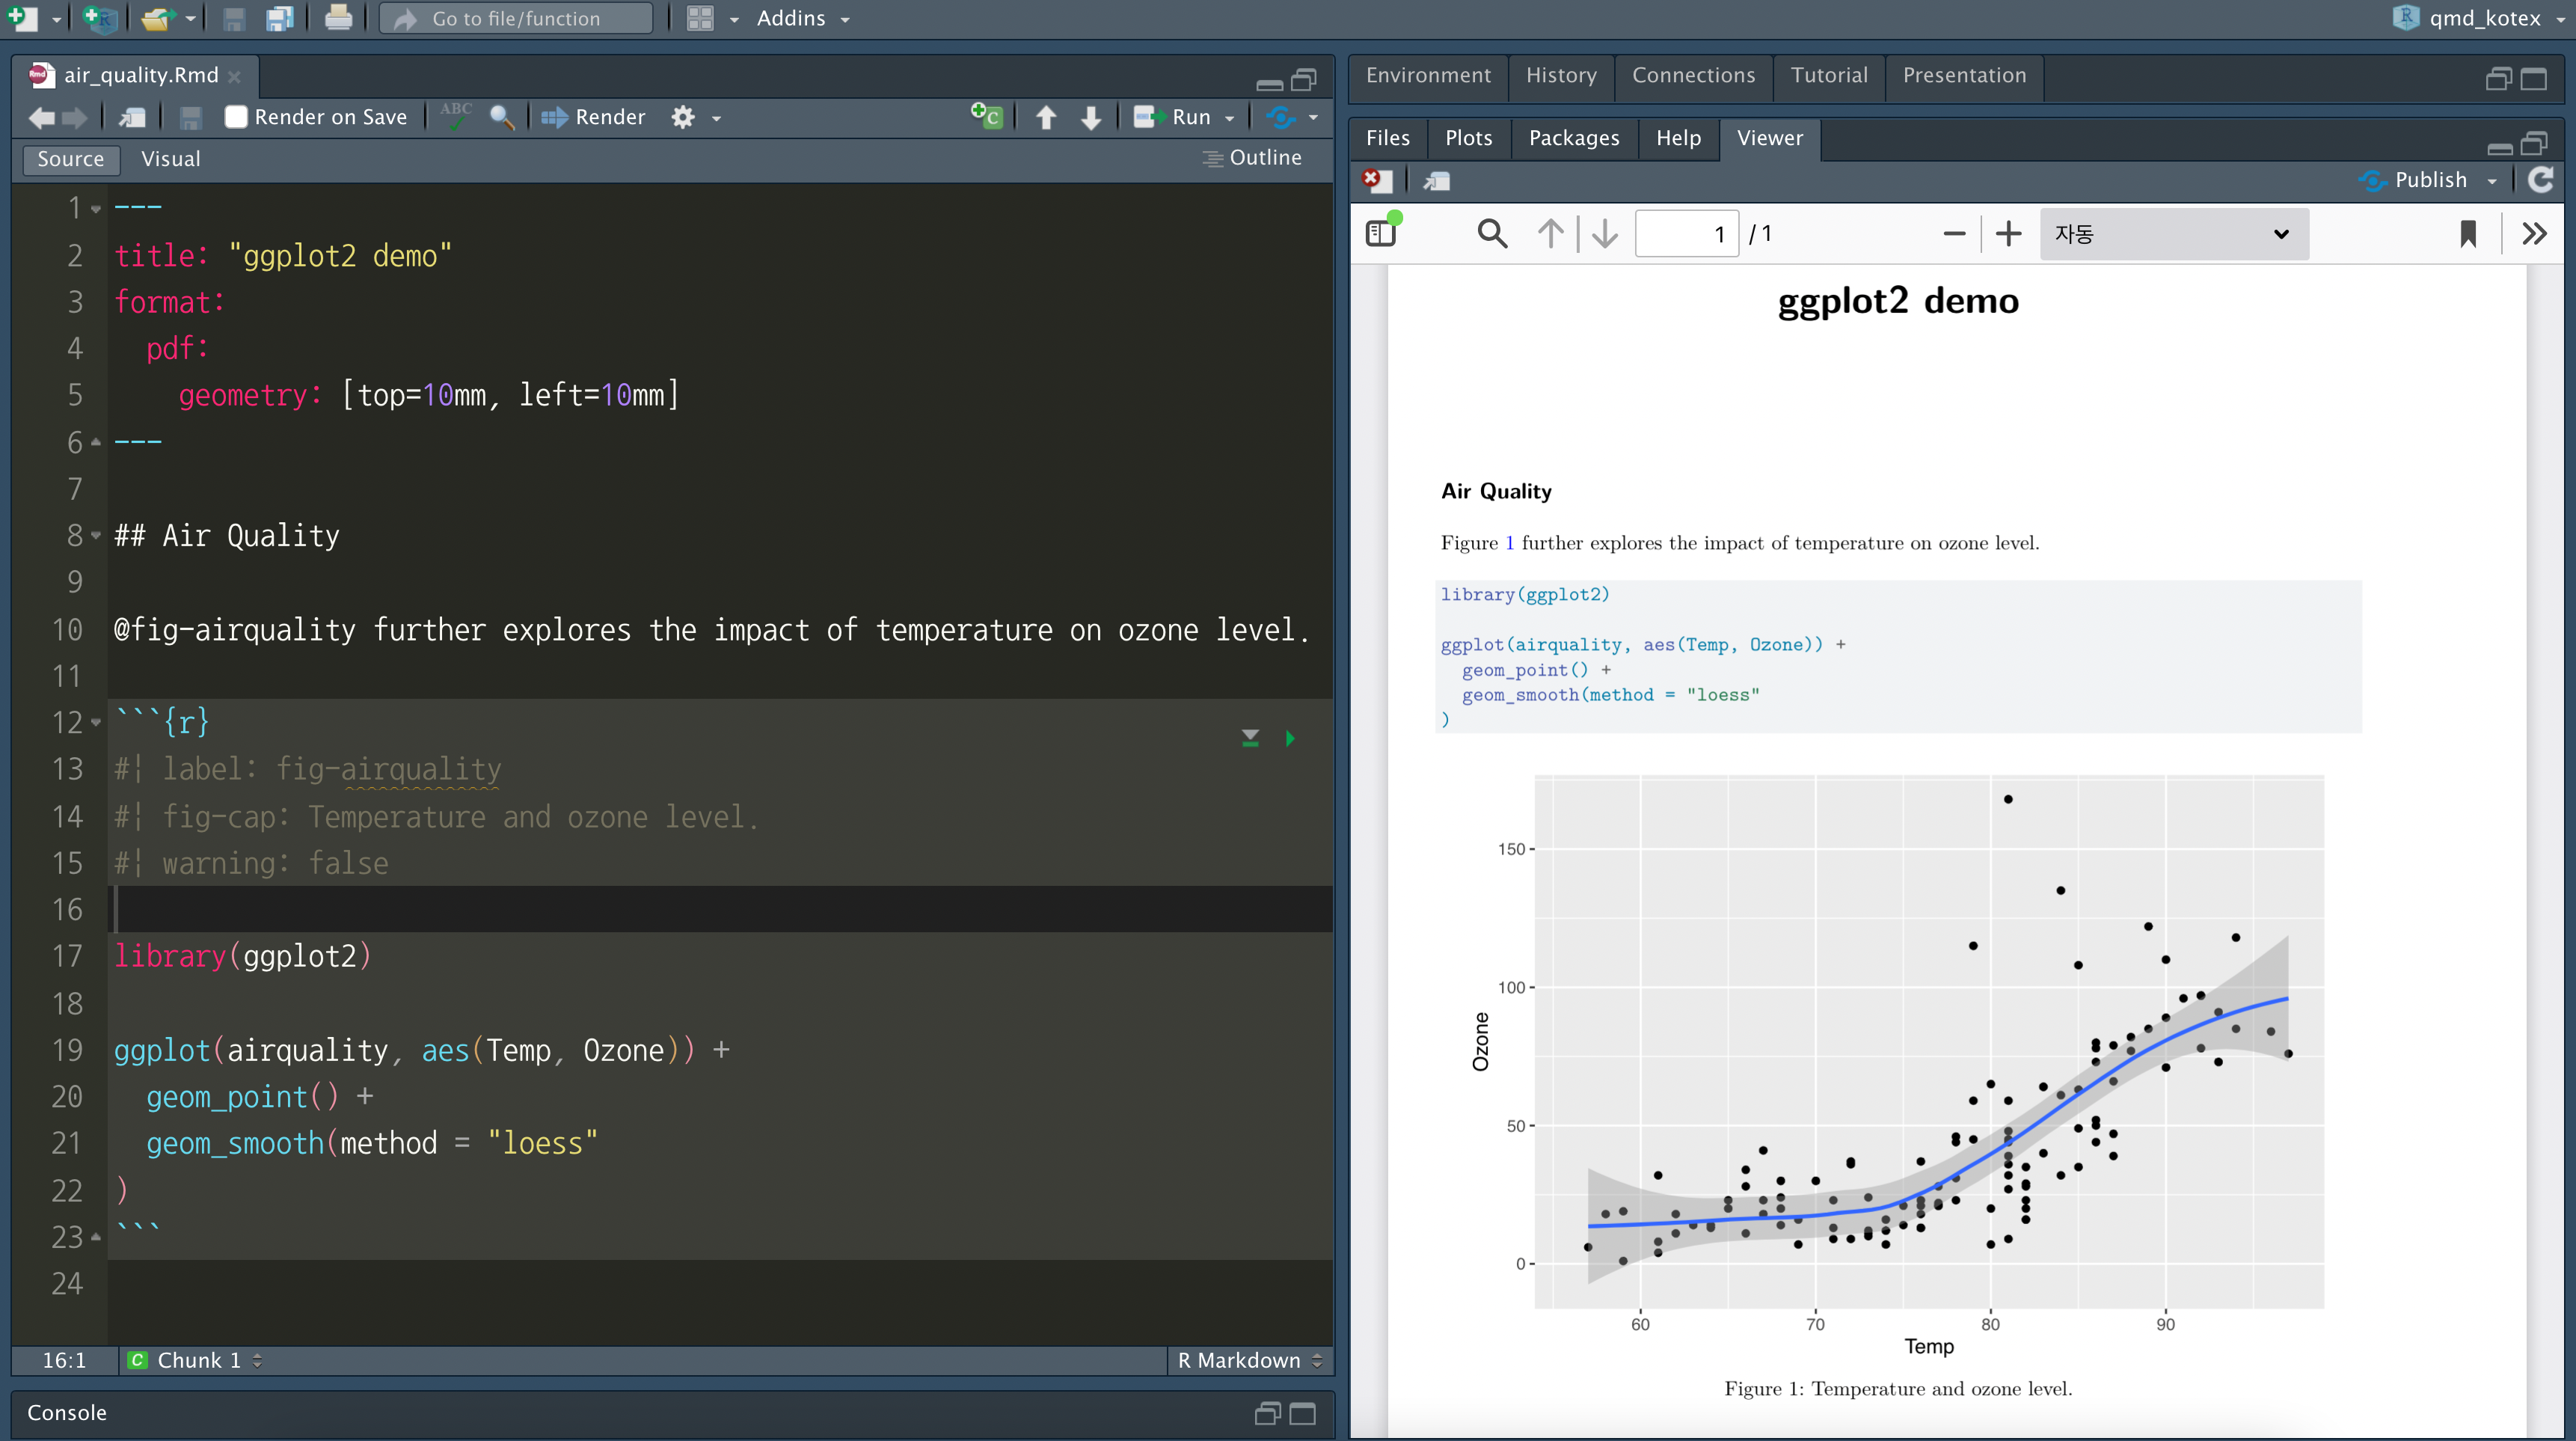 Go to file/function
Addins
qmd_kotex
air_quality.Rmd
Render on Save
ABC
Render
Run
Source
Visual
Outline
1 ---
2 title: "ggplot2 demo"
3 format:
4   pdf:
5     geometry: [top=10mm, left=10mm]
6 ---
7
8 ## Air Quality
9
10 @fig-airquality further explores the impact of temperature on ozone level.
11
12 ```{r}
13 #| label: fig-airquality
14 #| fig-cap: Temperature and ozone level.
15 #| warning: false
16
17 library(ggplot2)
18
19 ggplot(airquality, aes(Temp, Ozone)) +
20   geom_point() +
21   geom_smooth(method = "loess"
22 )
23 ```
24
16:1
C Chunk 1
R Markdown
Console
Environment
History
Connections
Tutorial
Presentation
Files
Plots
Packages
Help
Viewer
Publish
1 / 1
자동
ggplot2 demo
Air Quality
Figure 1 further explores the impact of temperature on ozone level.
library(ggplot2)
ggplot(airquality, aes(Temp, Ozone)) +
  geom_point() +
  geom_smooth(method = "loess"
)
150
100
50
0
Ozone
60 70 80 90
Temp
Figure 1: Temperature and ozone level.